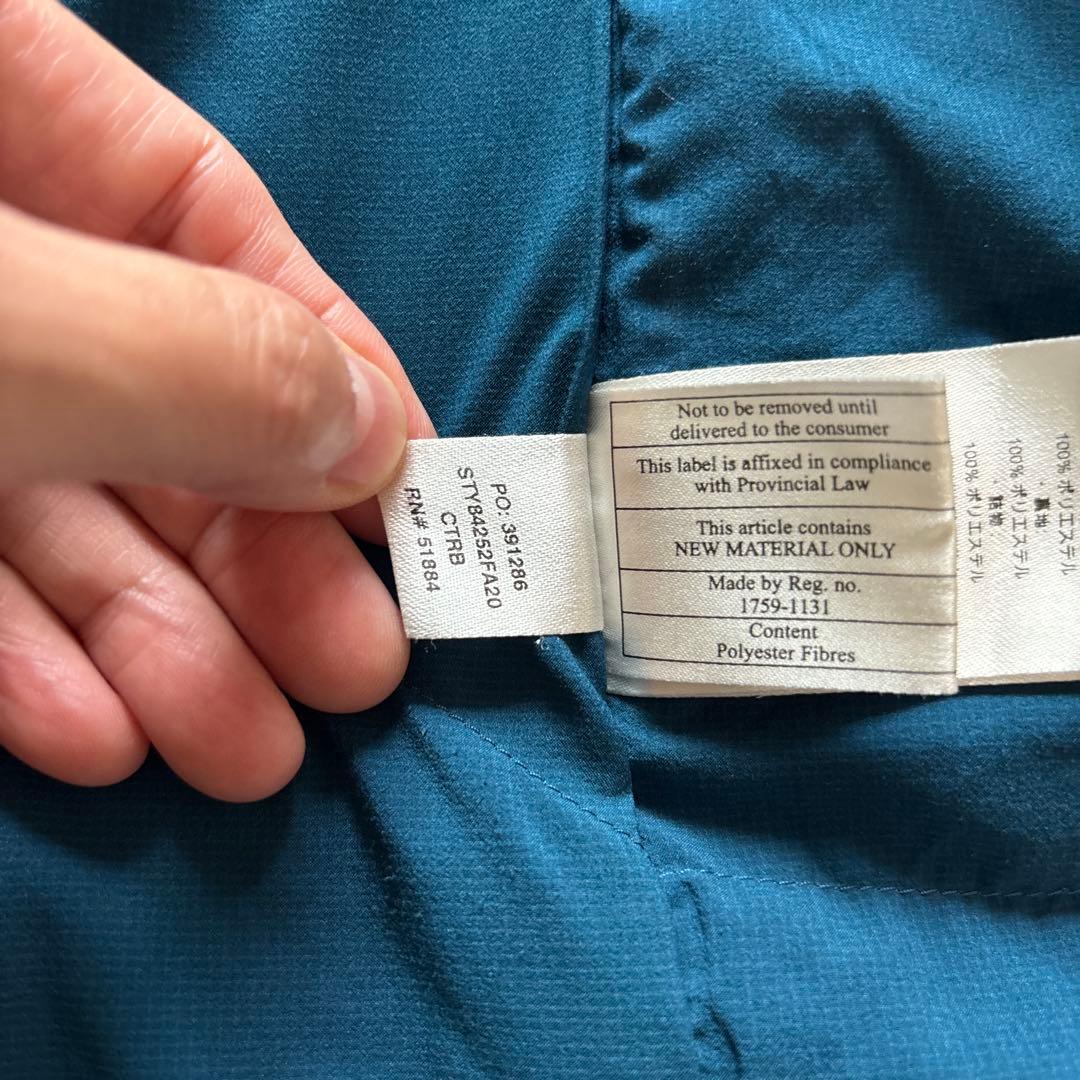 PO: 391286
STY84252FA20
CTRB
RN# 51884
Not to be removed until
delivered to the consumer
This label is affixed in compliance
with Provincial Law
This article contains
NEW MATERIAL ONLY
Made by Reg. no.
1759-1131
Content
Polyester Fibres
100% ポリエステル
100% ポリエステル
100% ポリエステル